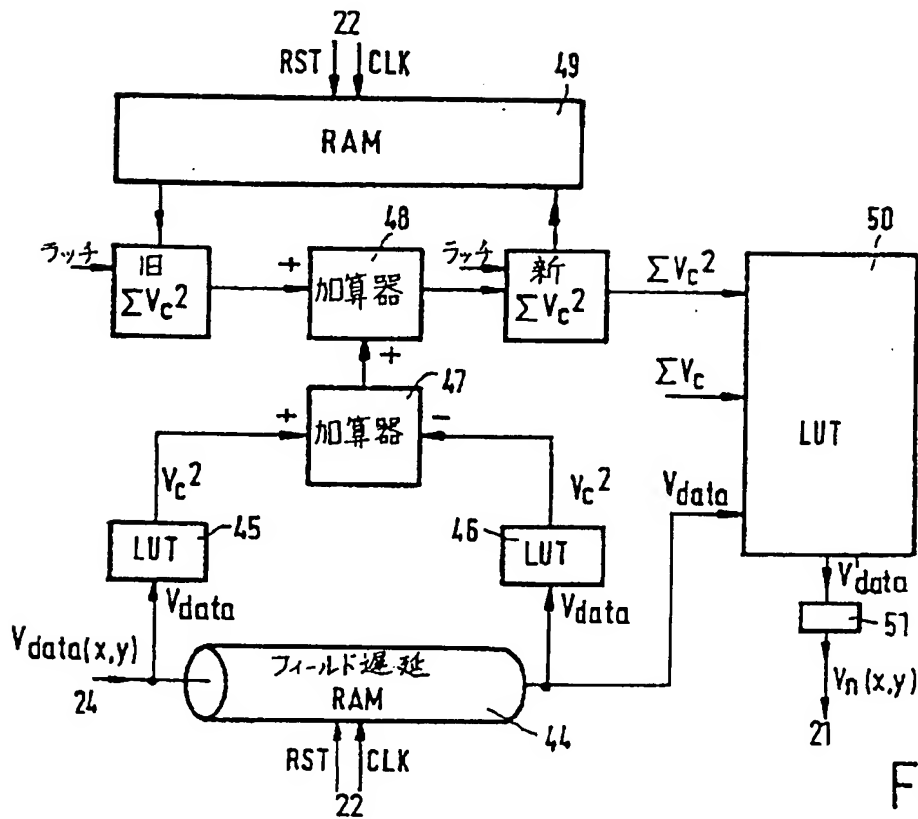 22
RST CLK
49
RAM
ラッチ
旧
ΣVc²
+
48
加算器
ラッチ
新
ΣVc²
ΣVc²
50
+
47
ΣVc
+
加算器
-
LUT
Vc²
Vc²
Vdata
45
LUT
46
LUT
Vdata
Vdata
V'data
51
Vdata(x,y)
24
フィールド遅延
RAM
44
Vn(x,y)
21
RST CLK
22
F